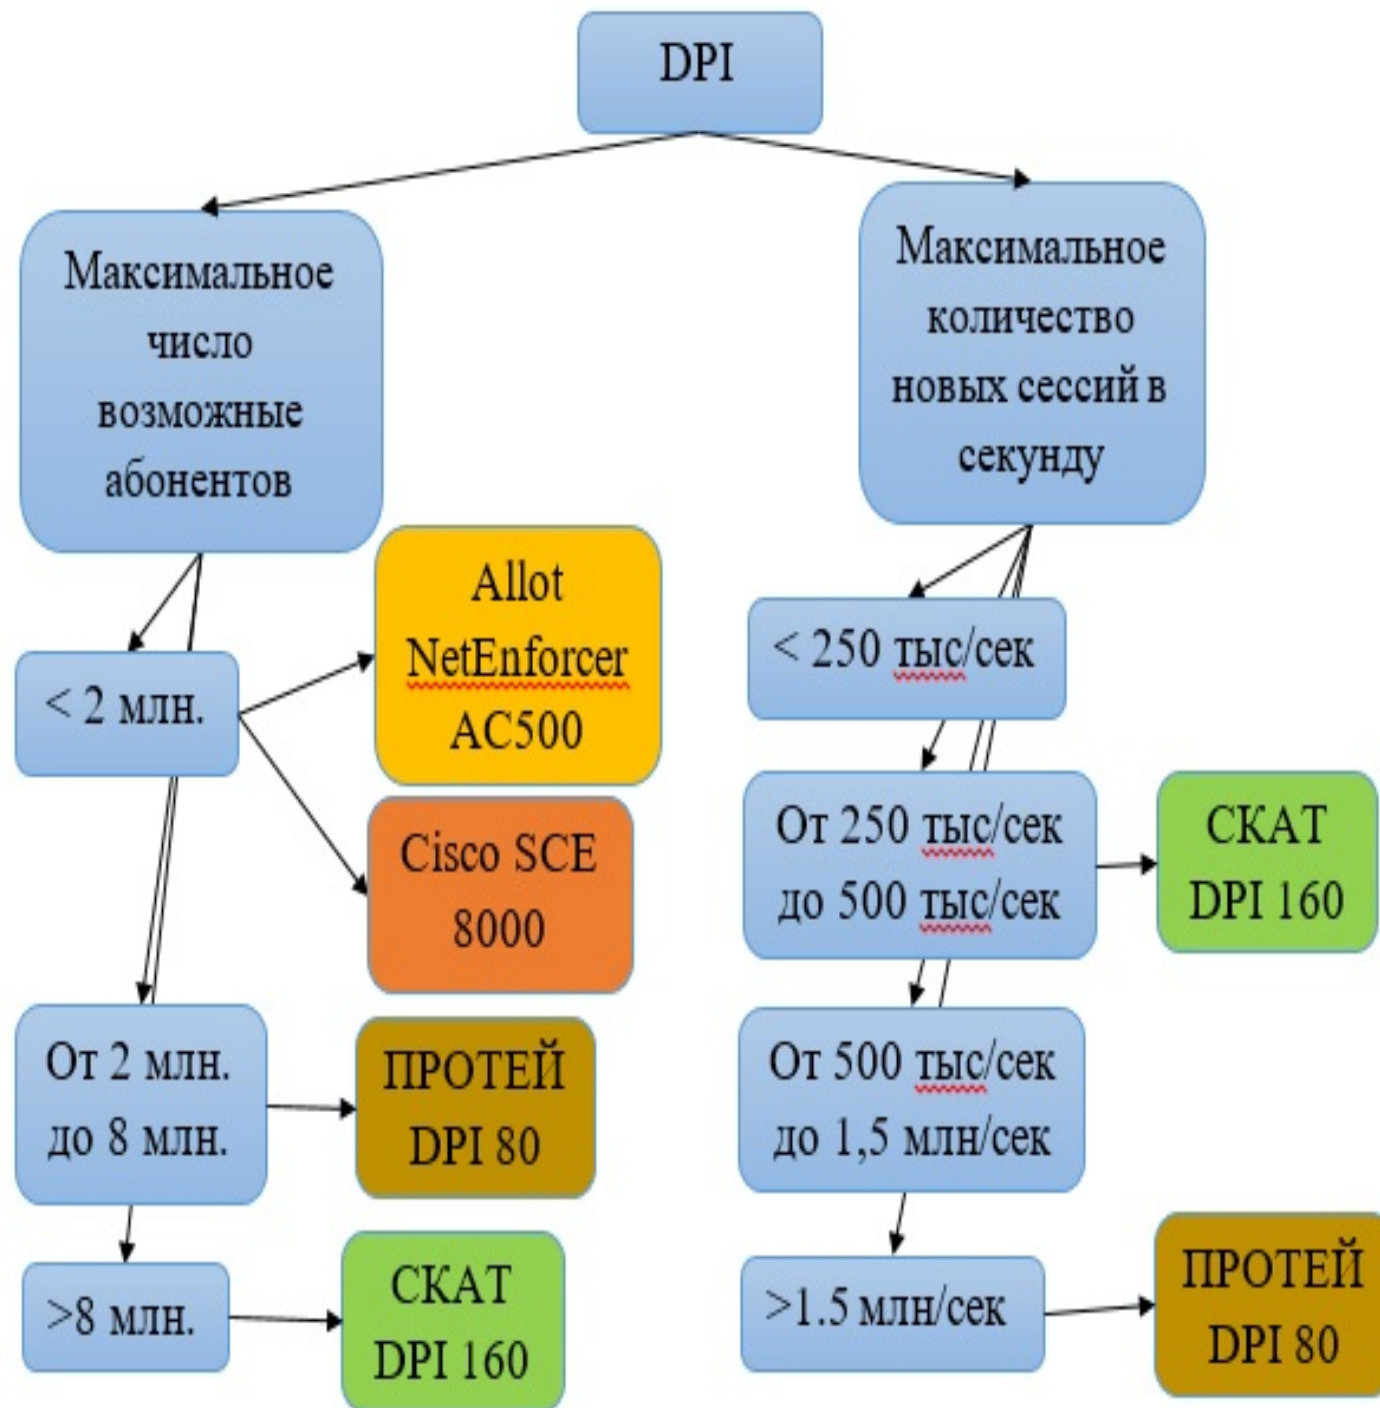 DPI
Максимальное
число
возможные
абонентов
< 2 млн.
Allot
NetEnforcer
AC500
Cisco SCE
8000
От 2 млн.
до 8 млн.
ПРОТЕЙ
DPI 80
>8 млн.
СКАТ
DPI 160
Максимальное
количество
новых сессий в
секунду
< 250 тыс/сек
От 250 тыс/сек
до 500 тыс/сек
СКАТ
DPI 160
От 500 тыс/сек
до 1,5 млн/сек
>1.5 млн/сек
ПРОТЕЙ
DPI 80